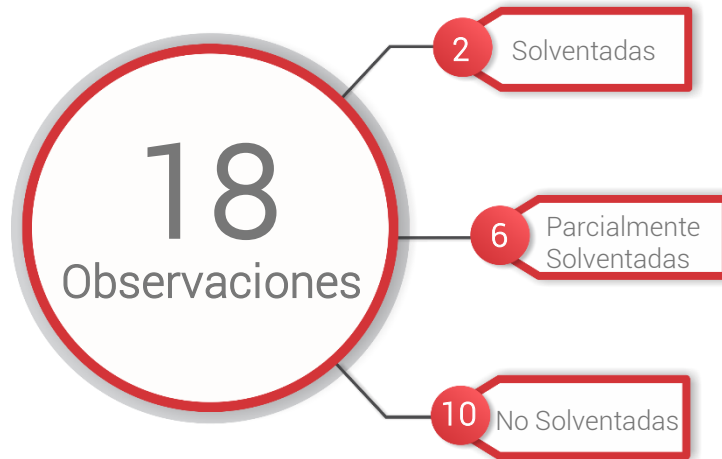 18
Observaciones
2
Solventadas
6
Parcialmente
Solventadas
10
No Solventadas